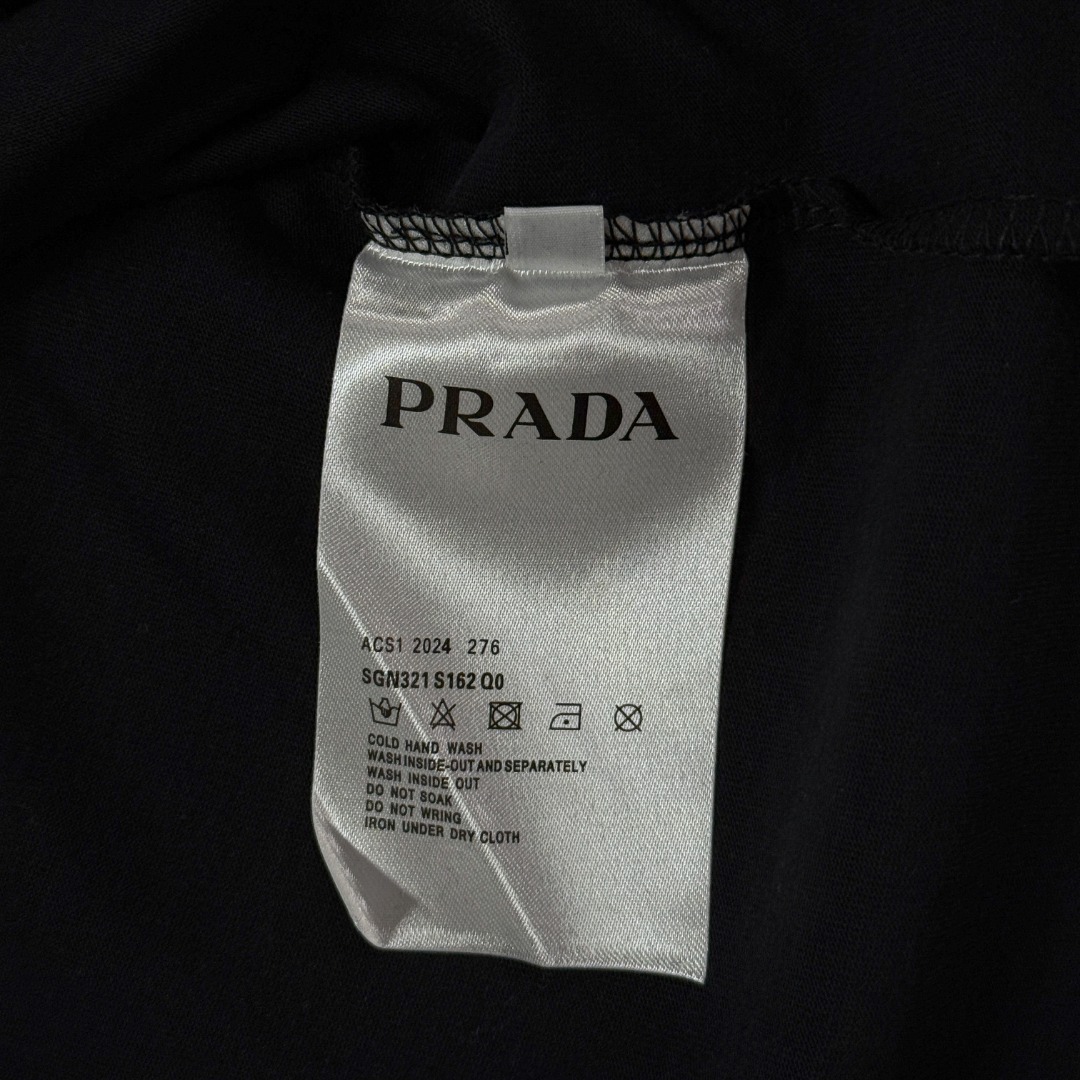 PRADA
ACS1 2024 276
SGN321 S162 Q0
COLD HAND WASH
WASH INSIDE-OUT AND SEPARATELY
WASH INSIDE OUT
DO NOT SOAK
DO NOT WRING
IRON UNDER DRY CLOTH